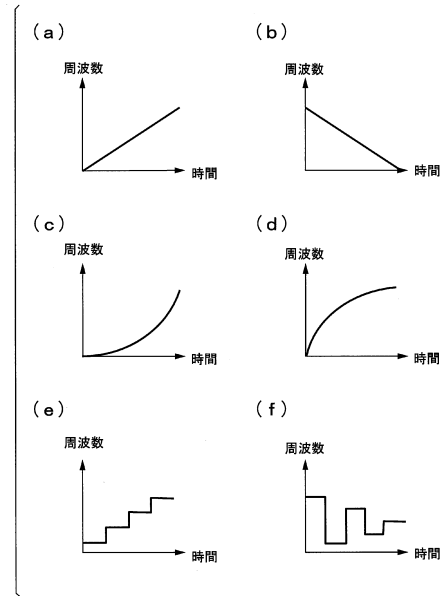 (a)
(b)
周波数
周波数
時間
時間
(c)
(d)
周波数
周波数
時間
時間
(e)
(f)
周波数
周波数
時間
時間